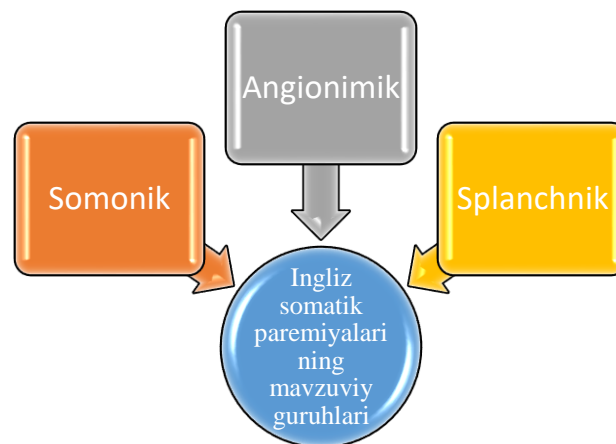 Angionimik
Somonik
Splanchnik
Ingliz
somatik
paremiyalari
ning
mavzuviy
guruhlari